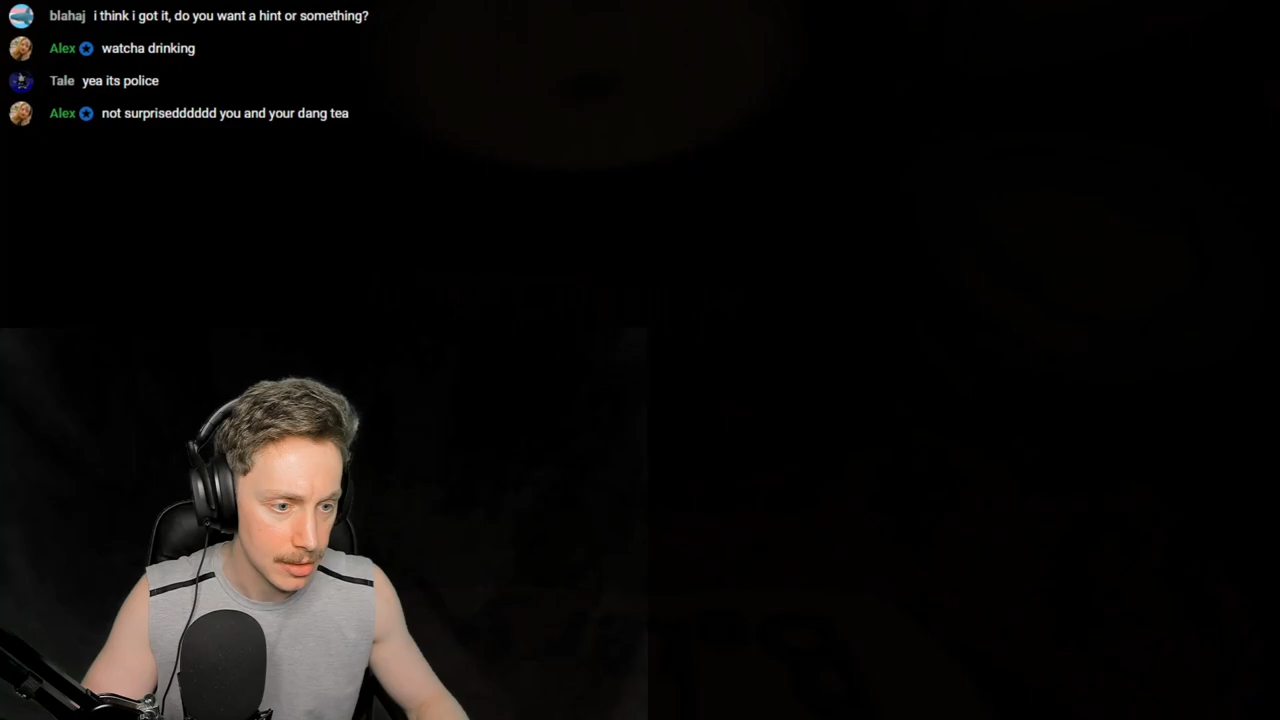 blahaj i think i got it, do you want a hint or something?
Alex watcha drinking
Tale yea its police
Alex not surprisedddddd you and your dang tea